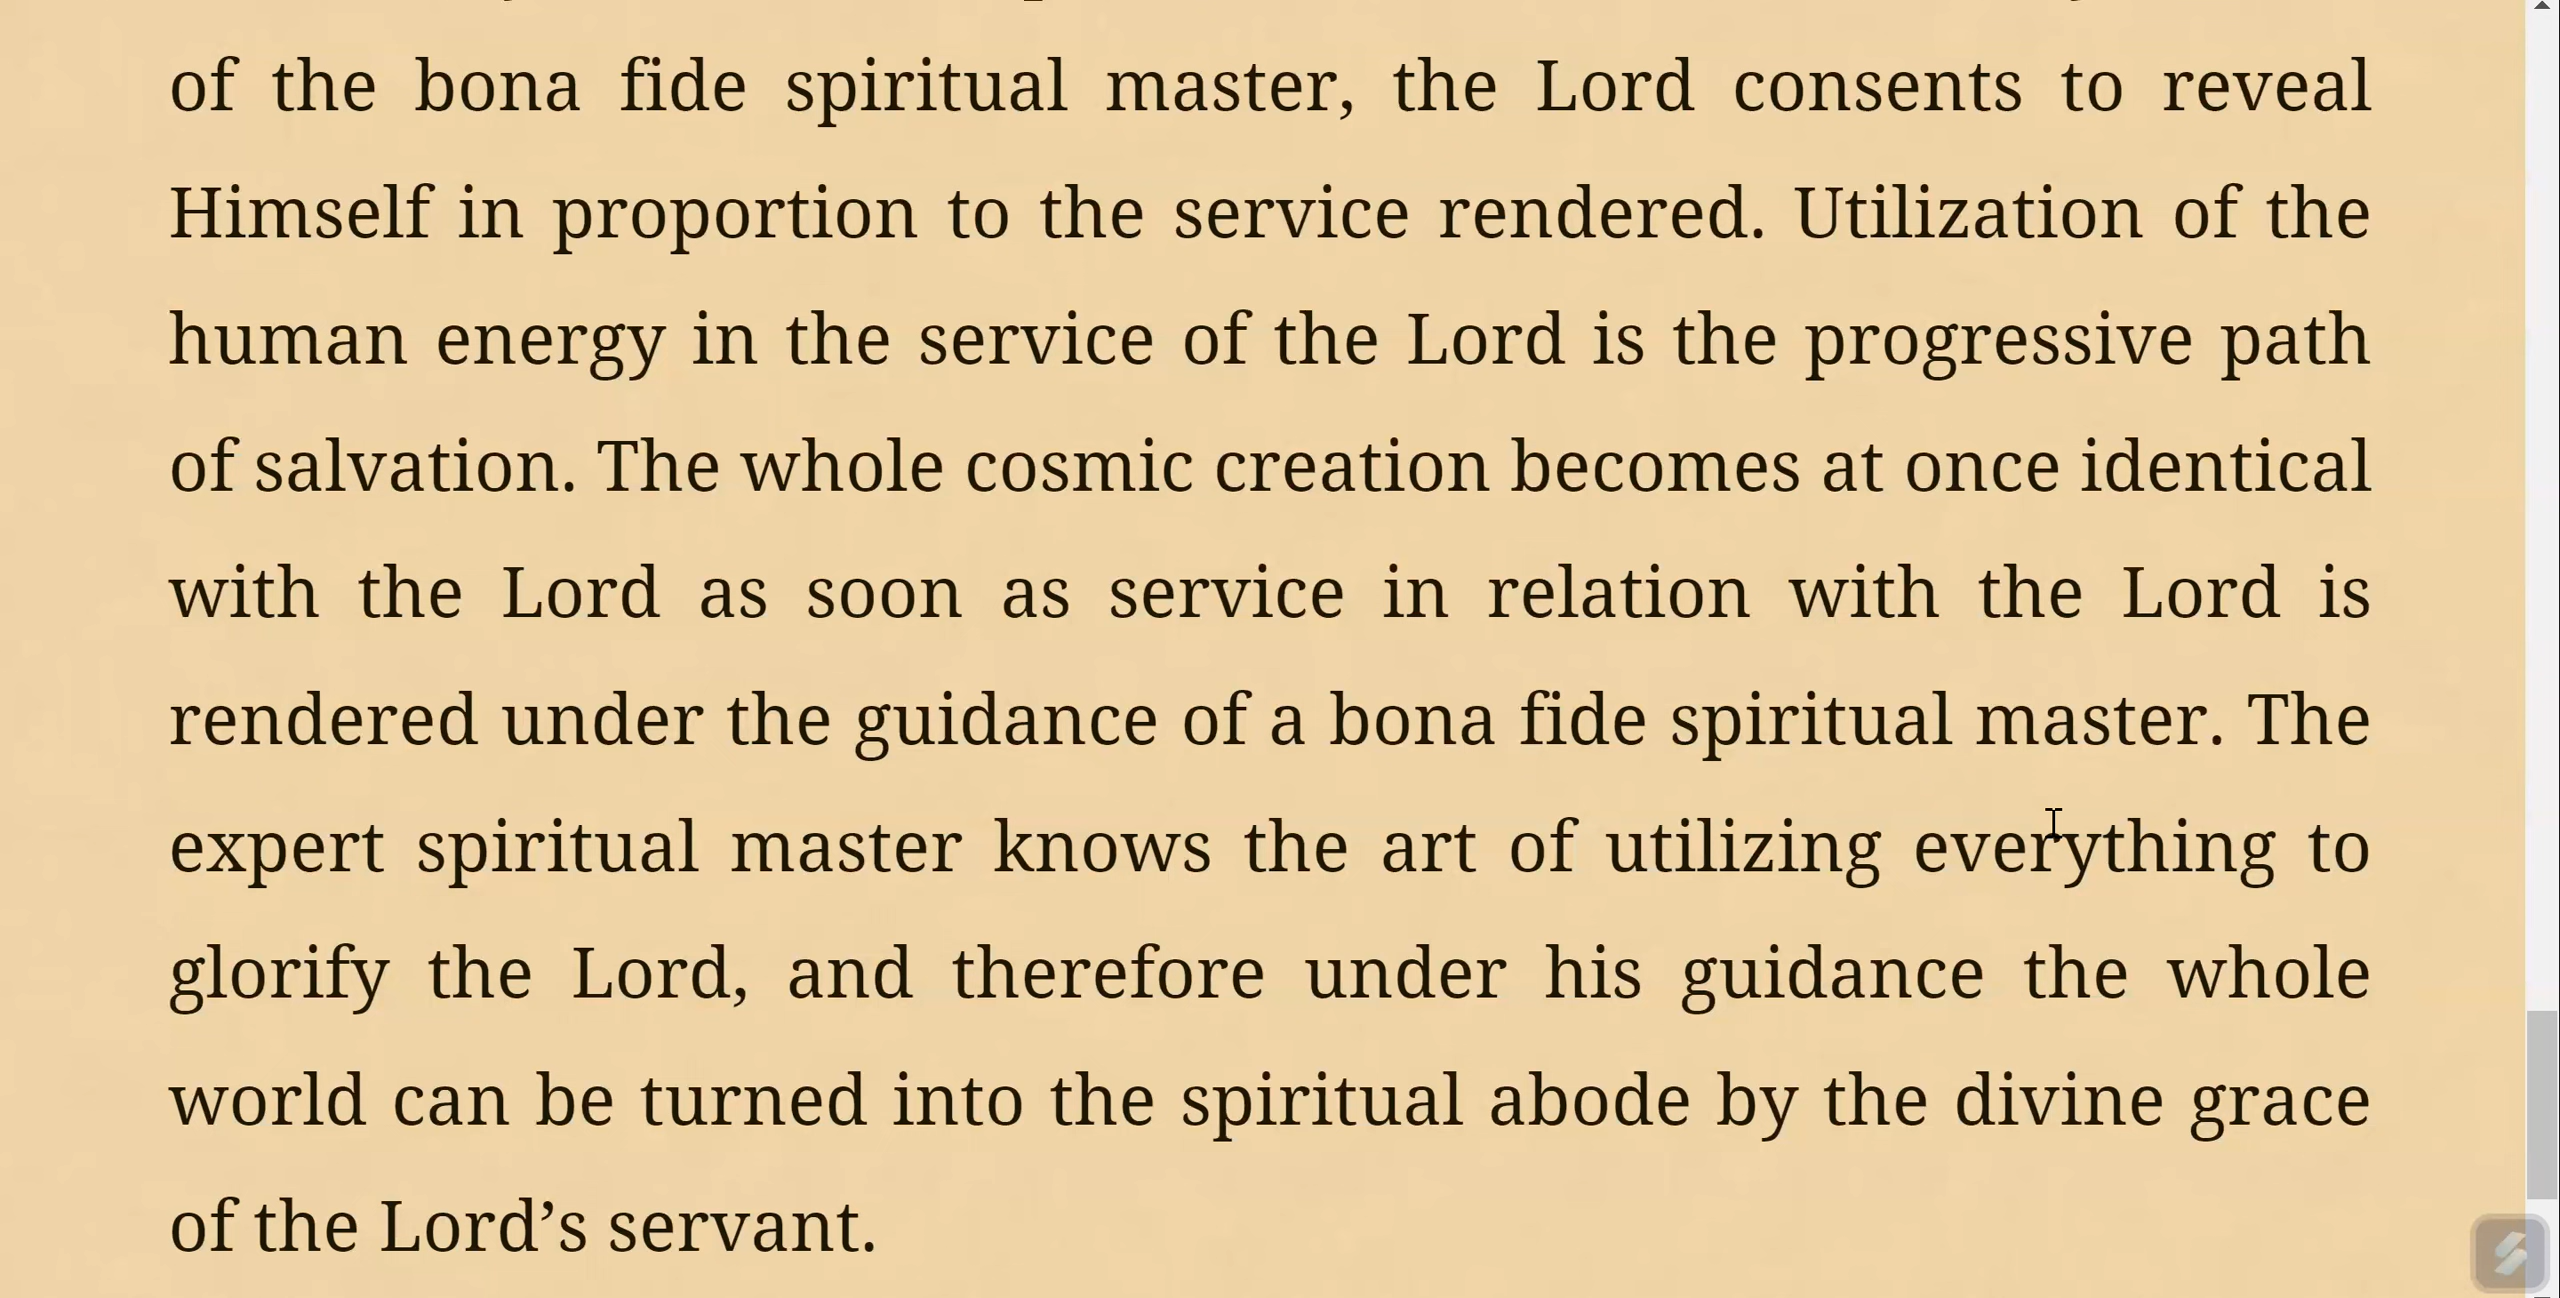 of the bona fide spiritual master, the Lord consents to reveal
Himself in proportion to the service rendered. Utilization of the
human energy in the service of the Lord is the progressive path
of salvation. The whole cosmic creation becomes at once identical
with the Lord as soon as service in relation with the Lord is
rendered under the guidance of a bona fide spiritual master. The
expert spiritual master knows the art of utilizing everything to
glorify the Lord, and therefore under his guidance the whole
world can be turned into the spiritual abode by the divine grace
of the Lord’s servant.